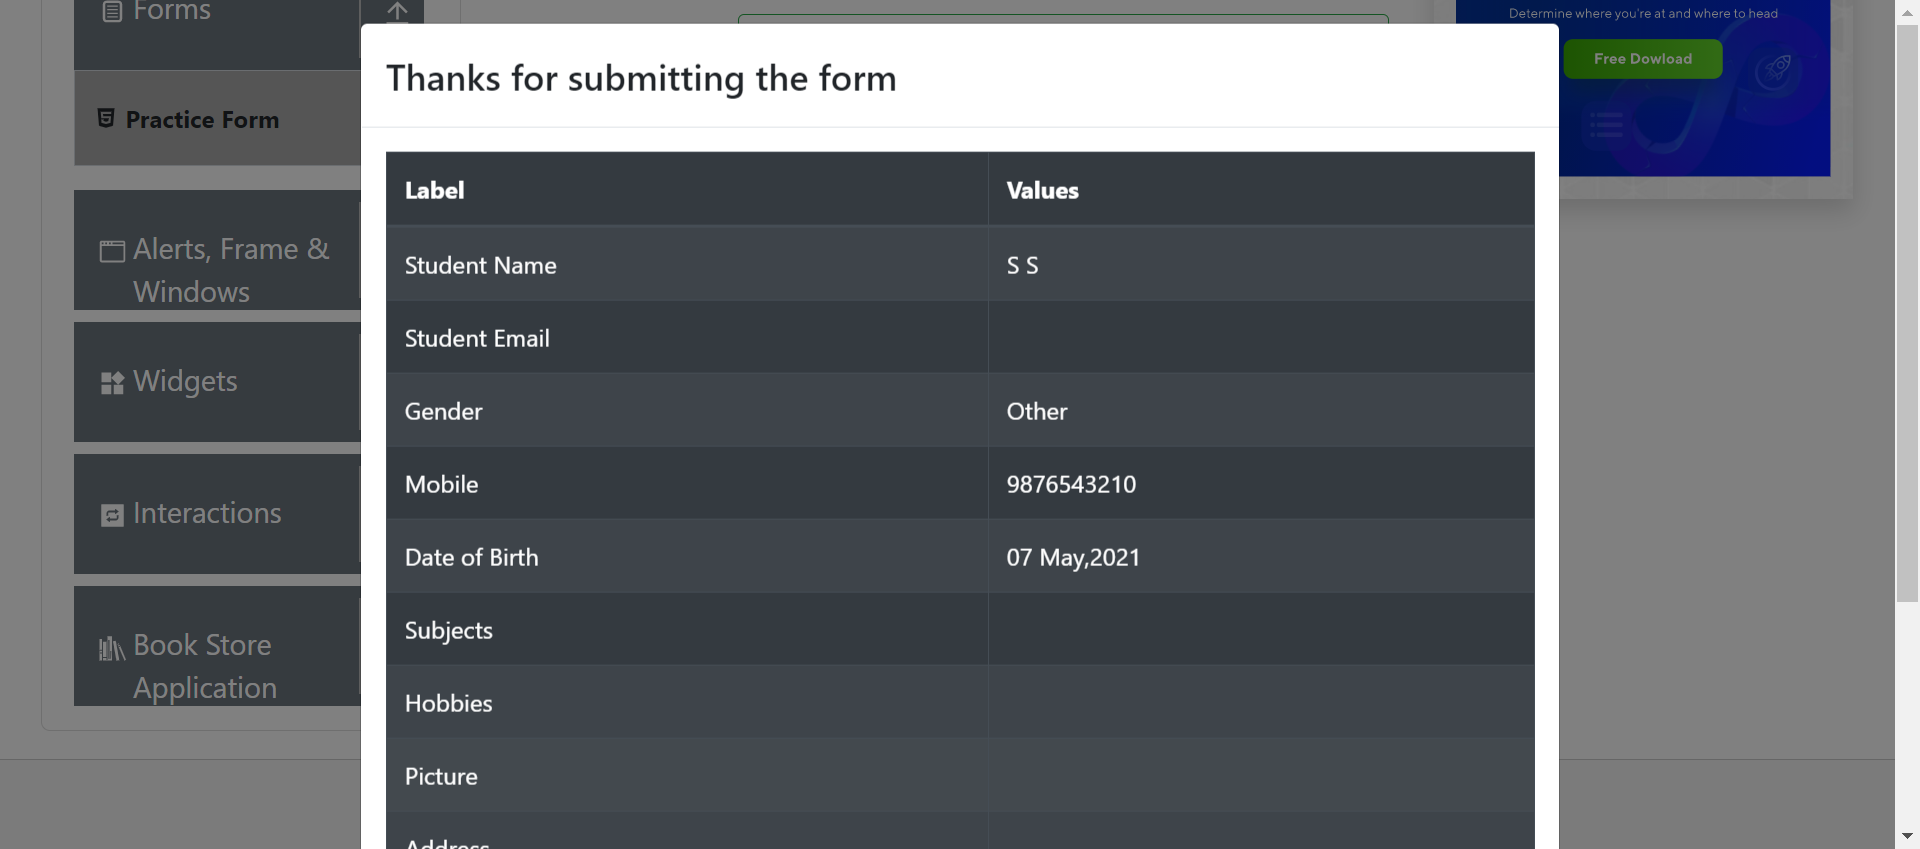 Forms
Practice Form
Alerts, Frame &
Windows
Widgets
Interactions
Book Store
Application
Thanks for submitting the form
Label Values
Student Name S S
Student Email
Gender Other
Mobile 9876543210
Date of Birth 07 May,2021
Subjects
Hobbies
Picture
Address
Determine where you're at and where to head
Free Dowload